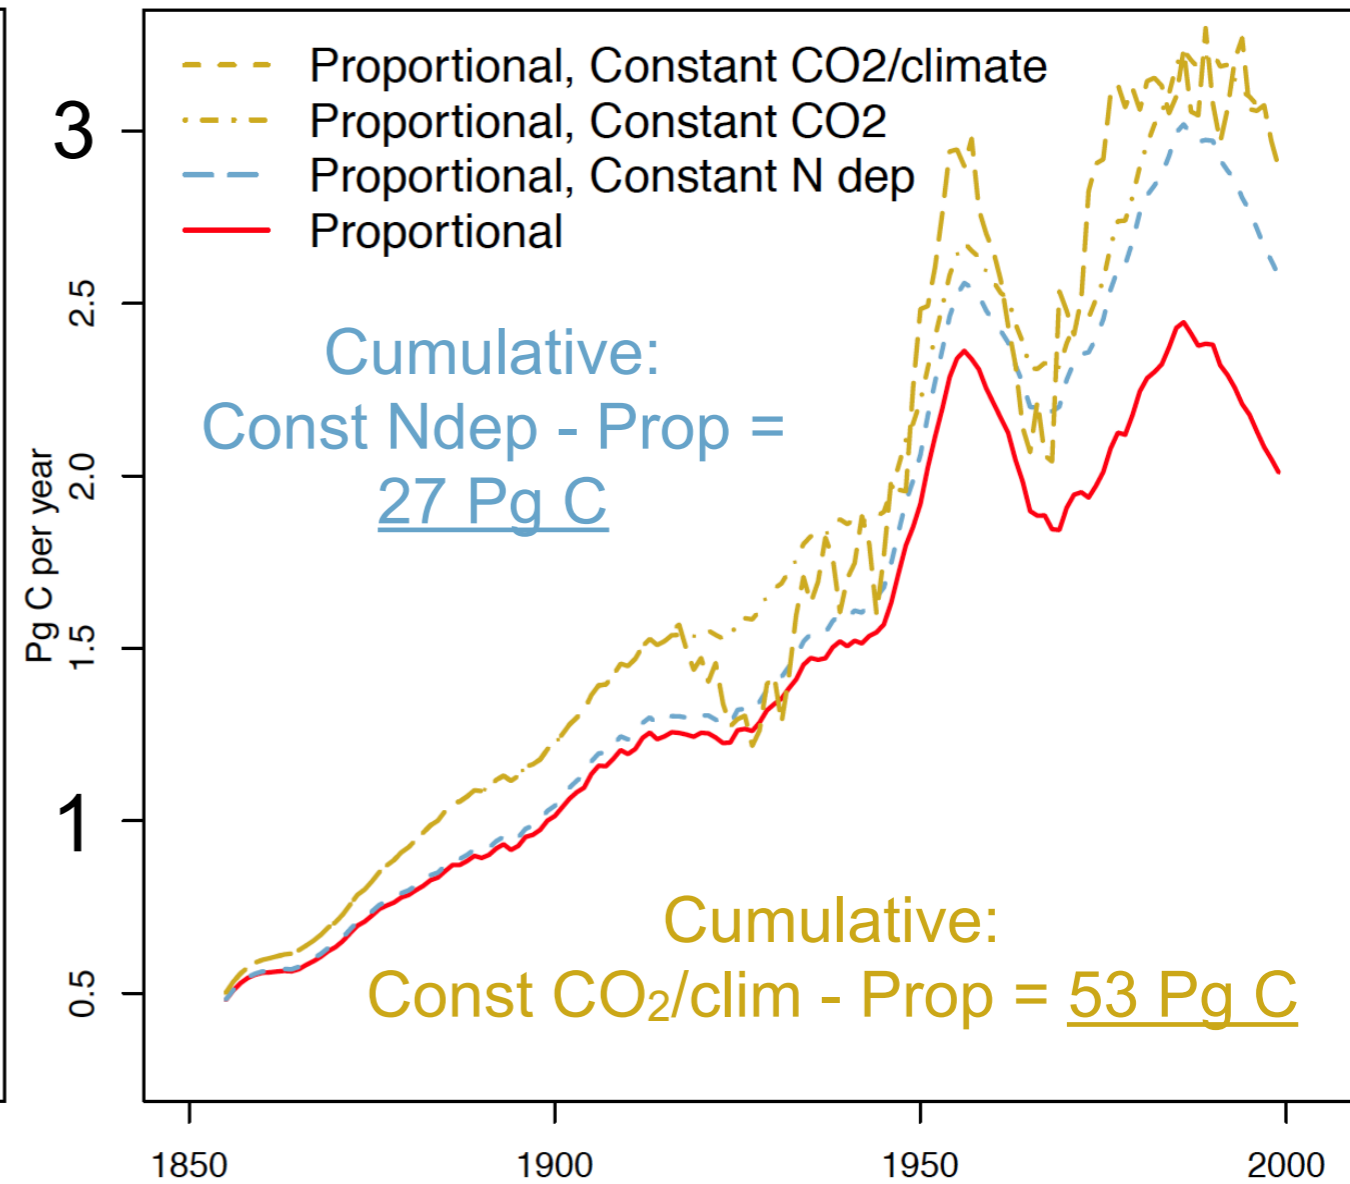 Proportional, Constant CO2/climate
Proportional, Constant CO2
Proportional, Constant N dep
Proportional
Cumulative:
Const Ndep - Prop =
27 Pg C
Cumulative:
Const CO₂/clim - Prop = 53 Pg C
Pg C per year
3
2.5
2.0
1.5
1
0.5
1850
1900
1950
2000